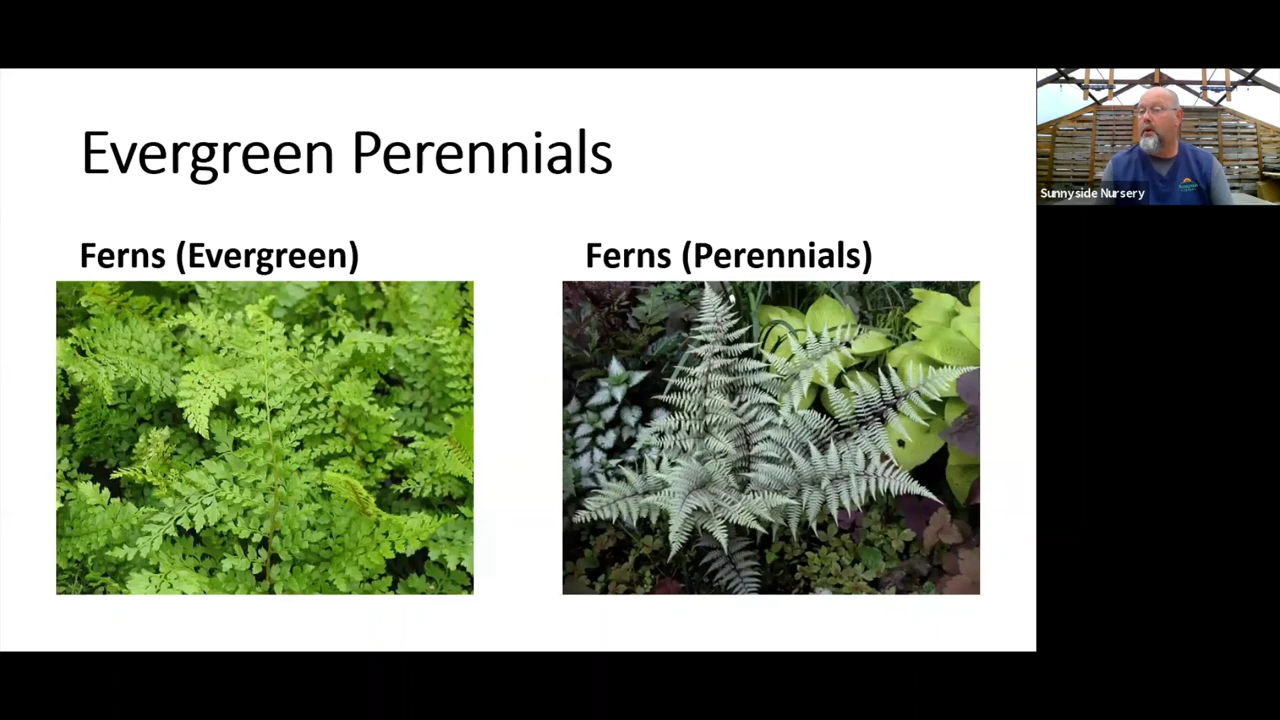 Evergreen Perennials
Ferns (Evergreen)
Ferns (Perennials)
Sunnyside Nursery